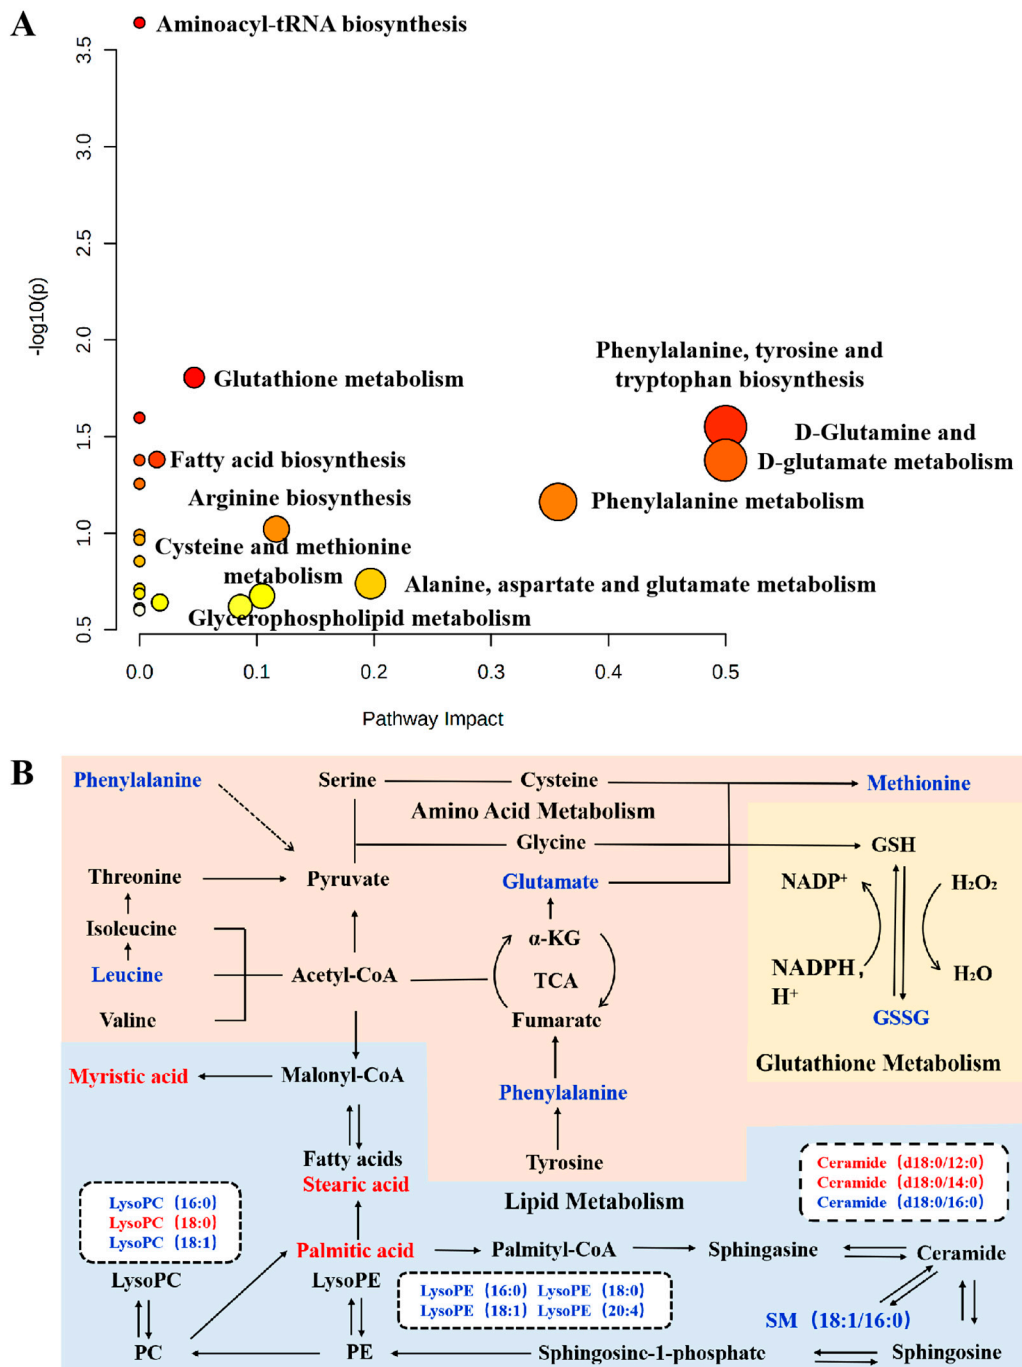 A
Aminoacyl-tRNA biosynthesis
3.5
3.0
2.5
2.0
1.5
1.0
0.5
-log10(p)
Phenylalanine, tyrosine and
tryptophan biosynthesis
Glutathione metabolism
D-Glutamine and
D-glutamate metabolism
Fatty acid biosynthesis
Arginine biosynthesis
Phenylalanine metabolism
Cysteine and methionine
metabolism
Alanine, aspartate and glutamate metabolism
Glycerophospholipid metabolism
0.0 0.1 0.2 0.3 0.4 0.5
Pathway Impact
B
Phenylalanine Serine Cysteine Methionine
Amino Acid Metabolism
Glycine GSH
Threonine Pyruvate Glutamate NADP+ H2O2
Isoleucine α-KG
Leucine Acetyl-CoA TCA NADPH, H2O
H+
Valine Fumarate GSSG
Glutathione Metabolism
Myristic acid Malonyl-CoA
Phenylalanine
Fatty acids Tyrosine
Stearic acid
Lipid Metabolism
Ceramide (d18:0/12:0)
Ceramide (d18:0/14:0)
Ceramide (d18:0/16:0)
LysoPC (16:0)
LysoPC (18:0)
LysoPC (18:1)
Palmitic acid Palmityl-CoA Sphingasine Ceramide
LysoPC LysoPE
LysoPE (16:0) LysoPE (18:0)
LysoPE (18:1) LysoPE (20:4)
SM (18:1/16:0)
PC PE Sphingosine-1-phosphate Sphingosine